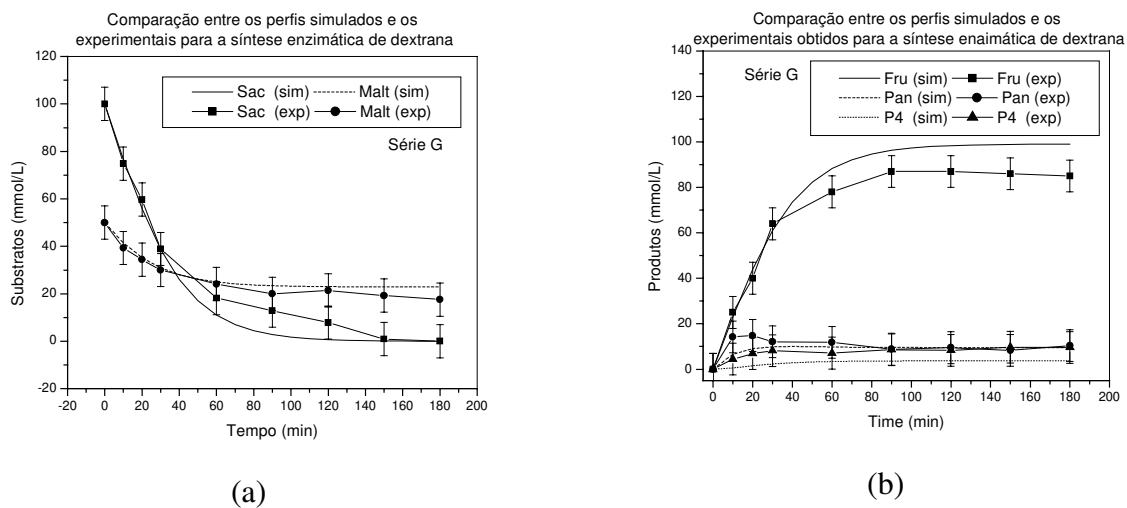 Comparação entre os perfis simulados e os
experimentais para a síntese enzimática de dextrana
120
100
80
60
40
20
0
-20
Substratos (mmol/L)
Sac (sim) Malt (sim)
Sac (exp) Malt (exp)
Série G
-20 0 20 40 60 80 100 120 140 160 180 200
Tempo (min)
(a)
Comparação entre os perfis simulados e os
experimentais obtidos para a síntese enaimática de dextrana
140
120
100
80
60
40
20
0
Produtos (mmol/L)
Série G
Fru (sim) Fru (exp)
Pan (sim) Pan (exp)
P4 (sim) P4 (exp)
0 20 40 60 80 100 120 140 160 180 200
Time (min)
(b)